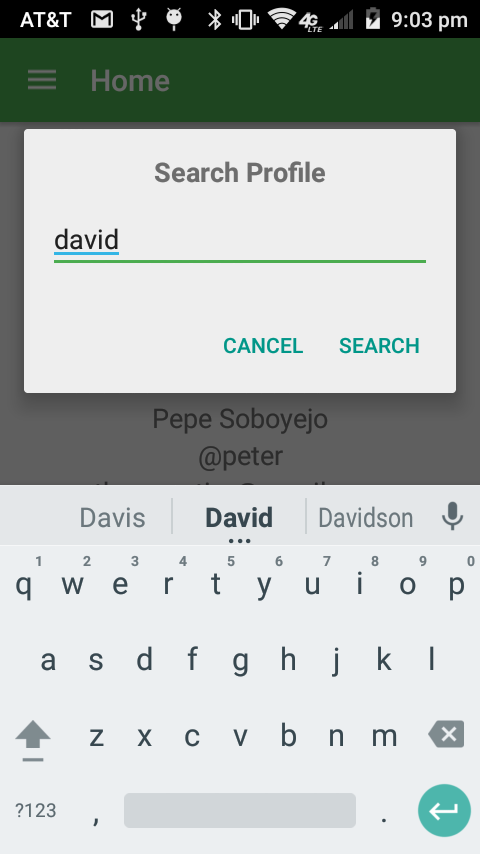 AT&T 4G LTE 9:03 pm
Home
Search Profile
david
CANCEL SEARCH
Pepe Soboyejo
@peter
Davis David Davidson
1 2 3 4 5 6 7 8 9 0
q w e r t y u i o p
a s d f g h j k l
z x c v b n m
?123 , .